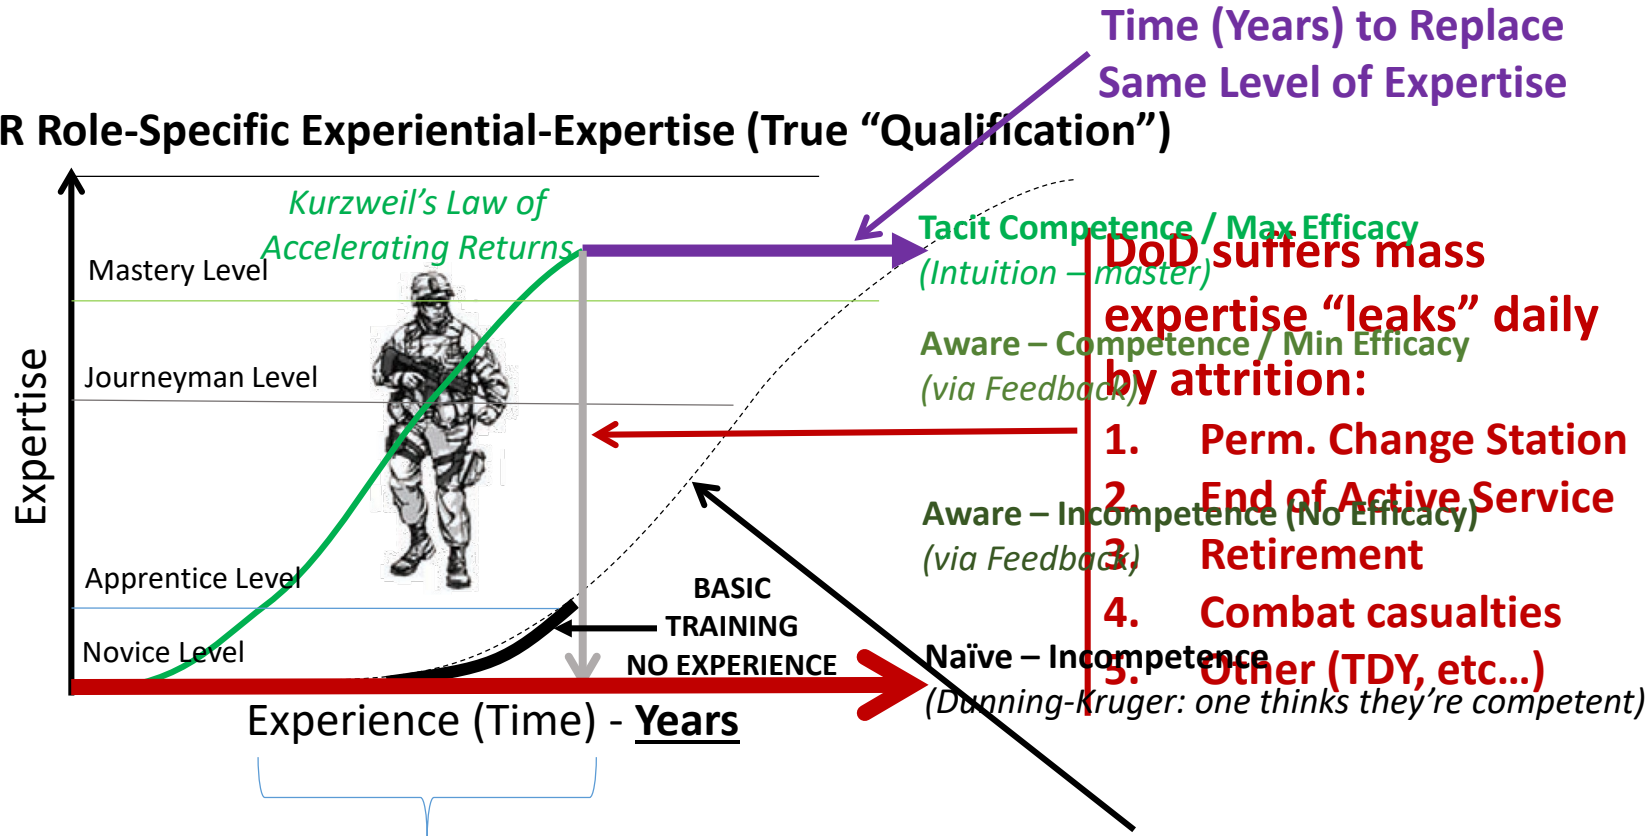 Time (Years) to Replace
Same Level of Expertise
R Role-Specific Experiential-Expertise (True “Qualification”)
Kurzweil’s Law of
Accelerating Returns
Mastery Level
Journeyman Level
Apprentice Level
Novice Level
Expertise
BASIC
TRAINING
NO EXPERIENCE
Experience (Time) - Years
Tacit Competence / Max Efficacy
(Intuition – master)
Aware – Competence / Min Efficacy
(via Feedback)
Aware – Incompetence (No Efficacy)
(via Feedback)
Naïve – Incompetence
(Dunning-Kruger: one thinks they’re competent)
DoD suffers mass
expertise “leaks” daily
by attrition:
1. Perm. Change Station
2. End of Active Service
3. Retirement
4. Combat casualties
5. Other (TDY, etc…)